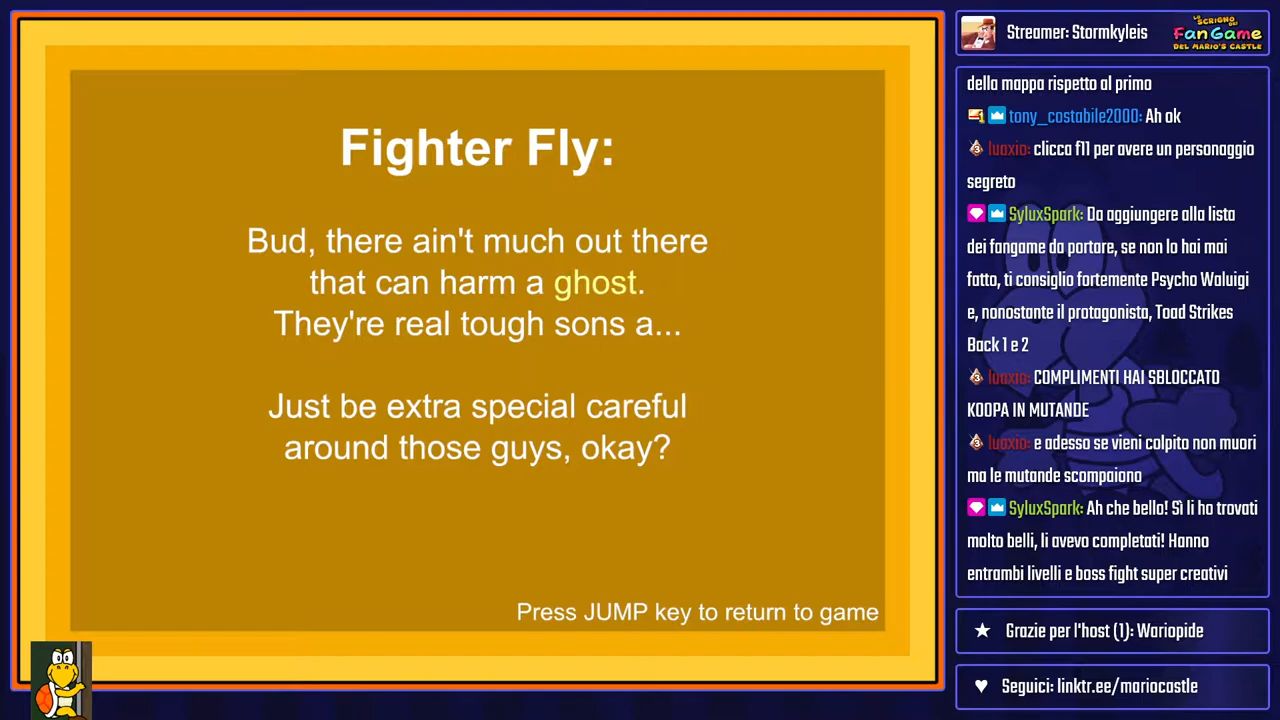 Fighter Fly:
Bud, there ain't much out there
that can harm a ghost.
They're real tough sons a...
Just be extra special careful
around those guys, okay?
Press JUMP key to return to game
Streamer: Stormkyleis
LO SCRIGNO DEI
FanGame
DEL MARIO'S CASTLE
della mappa rispetto al primo
1 tony_costabile2000: Ah ok
3 luaxio: clicca f11 per avere un personaggio
segreto
SyluxSpark: Da aggiungere alla lista
dei fangame da portare, se non lo hai mai
fatto, ti consiglio fortemente Psycho Waluigi
e, nonostante il protagonista, Toad Strikes
Back 1 e 2
3 luaxio: COMPLIMENTI HAI SBLOCCATO
KOOPA IN MUTANDE
3 luaxio: e adesso se vieni colpito non muori
ma le mutande scompaiono
SyluxSpark: Ah che bello! Sì li ho trovati
molto belli, li avevo completati! Hanno
entrambi livelli e boss fight super creativi
★ Grazie per l'host (1): Wariopide
♥ Seguici: linktr.ee/mariocastle